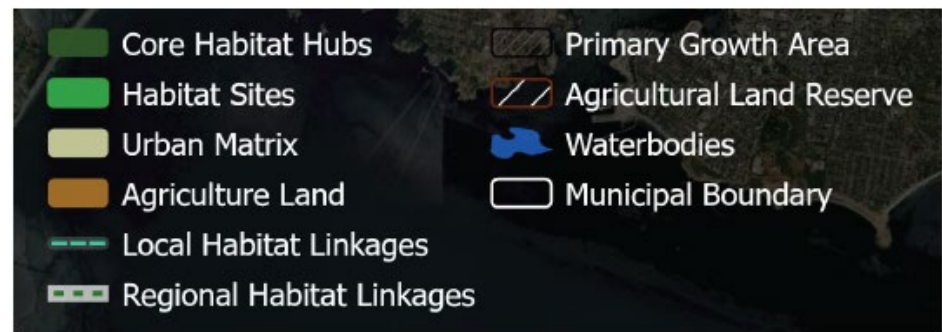 Core Habitat Hubs
Habitat Sites
Urban Matrix
Agriculture Land
Local Habitat Linkages
Regional Habitat Linkages
Primary Growth Area
Agricultural Land Reserve
Waterbodies
Municipal Boundary